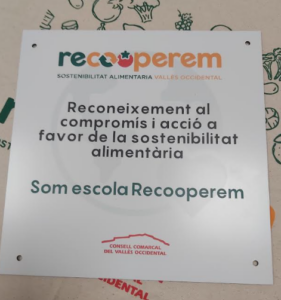 recooperem
SOSTENIBILITAT ALIMENTÀRIA VALLÈS OCCIDENTAL
Reconeixement al
compromís i acció a
favor de la sostenibilitat
alimentària
Som escola Recooperem
CONSELL COMARCAL
DEL VALLÈS OCCIDENTAL